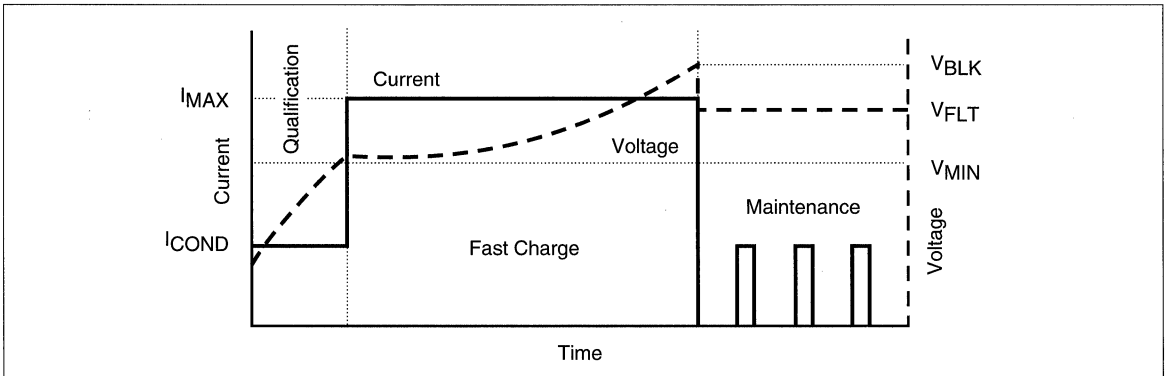 Qualification
Current
IMAX
Current
ICOND
Voltage
Fast Charge
Maintenance
VBLK
VFLT
VMIN
Voltage
Time